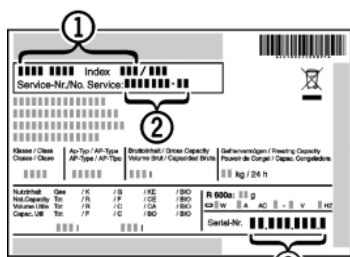 ①
Index /
Service-Nr./No. Service: -
②
Klasse / Class
Classe / Clase
Ap-Typ / AP-Type
AP-Type / AP-Tipo
Bruttoinhalt / Gross Capacity
Volume Brut / Capacidad Bruta
Gefriervermögen / Freezing Capacity
Pouvoir de Congel / Capac. Congeladora
l
kg / 24 h
Nutzinhalt Ges / K / G / KE / BIO
Net.Capacity Tot / R / F / CE / BIO
Volume Utile Tot / R / C / CA / BIO
Capac. Util Tot / F / C / BO / BIO
l
l
R 600a: g
W A AC - V HZ
Serial-Nr.